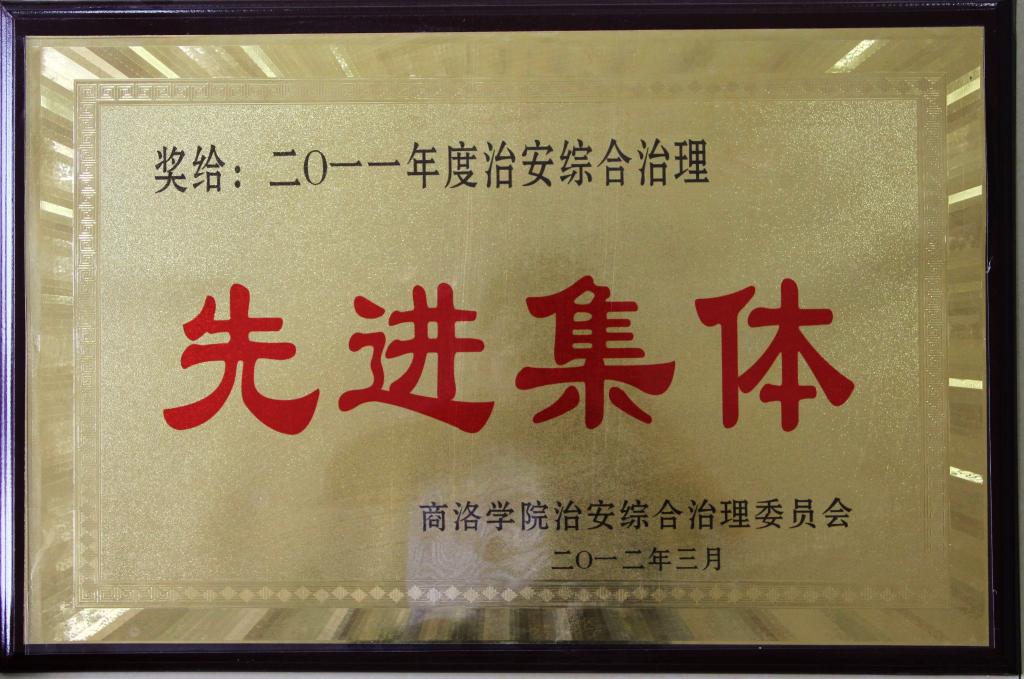 奖给：二〇一一年度治安综合治理
先进集体
商洛学院治安综合治理委员会
二〇一二年三月